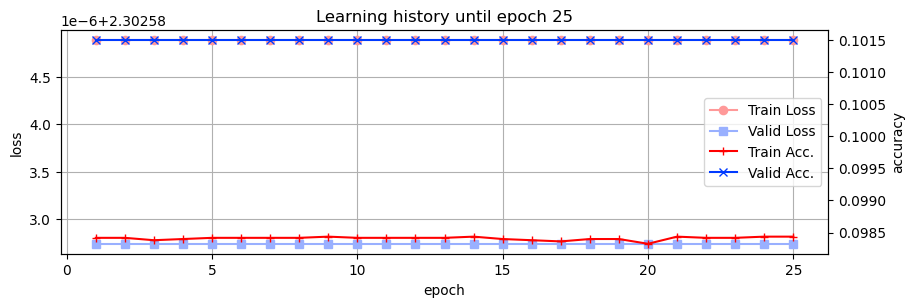 Learning history until epoch 25
1e−6+2.30258
4.5
4.0
3.5
3.0
loss
0.1015
0.1010
0.1005
0.1000
0.0995
0.0990
0.0985
accuracy
Train Loss
Valid Loss
Train Acc.
Valid Acc.
0 5 10 15 20 25
epoch